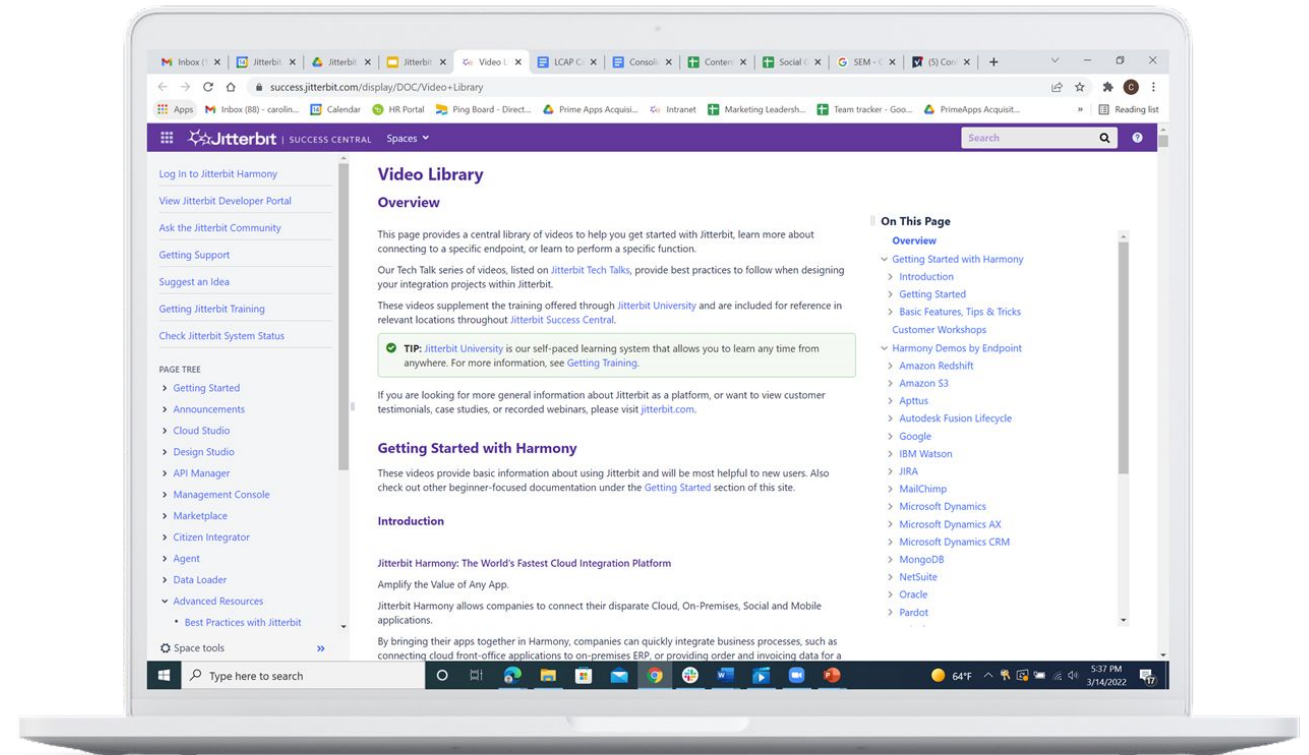 Inbox (1
Jitterbit
Jitterbit
Jitterbit
Video L
LCAP C
Consoli
Content
Social C
SEM - C
(5) Con
success.jitterbit.com/display/DOC/Video+Library
Apps
Inbox (88) - carolin...
Calendar
HR Portal
Ping Board - Direct...
Prime Apps Acquisi...
Intranet
Marketing Leadersh...
Team tracker - Goo...
PrimeApps Acquisit...
»
Reading list
Jitterbit | SUCCESS CENTRAL
Spaces
Search
Log In to Jitterbit Harmony
View Jitterbit Developer Portal
Ask the Jitterbit Community
Getting Support
Suggest an Idea
Getting Jitterbit Training
Check Jitterbit System Status
PAGE TREE
Getting Started
Announcements
Cloud Studio
Design Studio
API Manager
Management Console
Marketplace
Citizen Integrator
Agent
Data Loader
Advanced Resources
• Best Practices with Jitterbit
Space tools
»
Video Library
Overview
This page provides a central library of videos to help you get started with Jitterbit, learn more about
connecting to a specific endpoint, or learn to perform a specific function.
Our Tech Talk series of videos, listed on Jitterbit Tech Talks, provide best practices to follow when designing
your integration projects within Jitterbit.
These videos supplement the training offered through Jitterbit University and are included for reference in
relevant locations throughout Jitterbit Success Central.
TIP: Jitterbit University is our self-paced learning system that allows you to learn any time from
anywhere. For more information, see Getting Training.
If you are looking for more general information about Jitterbit as a platform, or want to view customer
testimonials, case studies, or recorded webinars, please visit jitterbit.com.
Getting Started with Harmony
These videos provide basic information about using Jitterbit and will be most helpful to new users. Also
check out other beginner-focused documentation under the Getting Started section of this site.
Introduction
Jitterbit Harmony: The World's Fastest Cloud Integration Platform
Amplify the Value of Any App.
Jitterbit Harmony allows companies to connect their disparate Cloud, On-Premises, Social and Mobile
applications.
By bringing their apps together in Harmony, companies can quickly integrate business processes, such as
connecting cloud front-office applications to on-premises ERP, or providing order and invoicing data for a
On This Page
Overview
Getting Started with Harmony
Introduction
Getting Started
Basic Features, Tips & Tricks
Customer Workshops
Harmony Demos by Endpoint
Amazon Redshift
Amazon S3
Apttus
Autodesk Fusion Lifecycle
Google
IBM Watson
JIRA
MailChimp
Microsoft Dynamics
Microsoft Dynamics AX
Microsoft Dynamics CRM
MongoDB
NetSuite
Oracle
Pardot
Type here to search
64°F
5:37 PM
3/14/2022
17